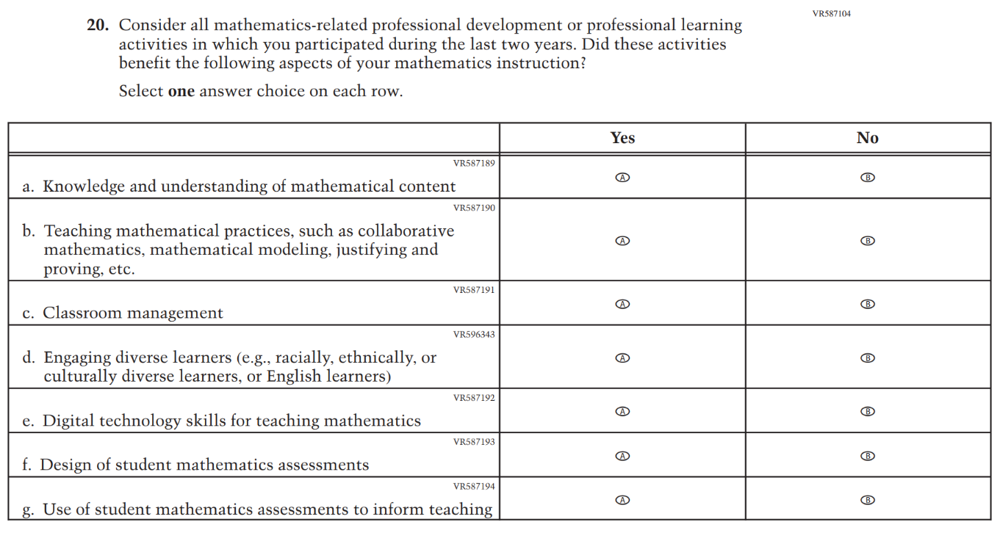 VR587104
20. Consider all mathematics-related professional development or professional learning
activities in which you participated during the last two years. Did these activities
benefit the following aspects of your mathematics instruction?
Select one answer choice on each row.
Yes No
VR587189
a. Knowledge and understanding of mathematical content A B
VR587190
b. Teaching mathematical practices, such as collaborative
mathematics, mathematical modeling, justifying and
proving, etc.
A B
VR587191
c. Classroom management A B
VR596343
d. Engaging diverse learners (e.g., racially, ethnically, or
culturally diverse learners, or English learners)
A B
VR587192
e. Digital technology skills for teaching mathematics A B
VR587193
f. Design of student mathematics assessments A B
VR587194
g. Use of student mathematics assessments to inform teaching A B